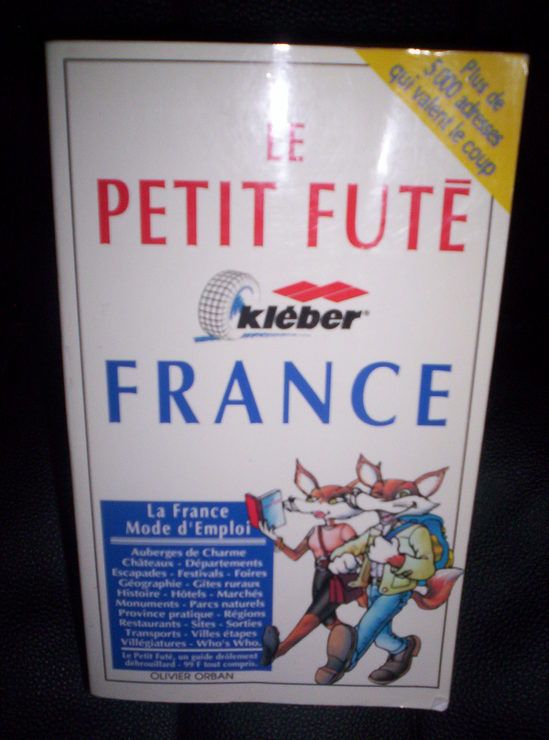 Plus de
5 000 adresses
qui valent le coup
LE
PETIT FUTÉ
kléber®
FRANCE
La France
Mode d'Emploi
Auberges de Charme
Châteaux - Départements
Escapades - Festivals - Foires
Géographie - Gîtes ruraux
Histoire - Hôtels - Marchés
Monuments - Parcs naturels
Province pratique - Régions
Restaurants - Sites - Sorties
Transports - Villes étapes
Villégiatures - Who's Who.
Le Petit Futé, un guide drôlement
débrouillard - 99 F tout compris.
OLIVIER ORBAN